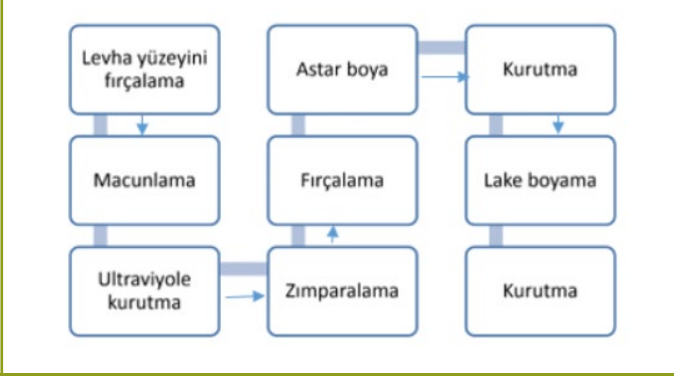 Levha yüzeyini
fırçalama
Macunlama
Ultraviyole
kurutma
Zımparalama
Fırçalama
Astar boya
Kurutma
Lake boyama
Kurutma